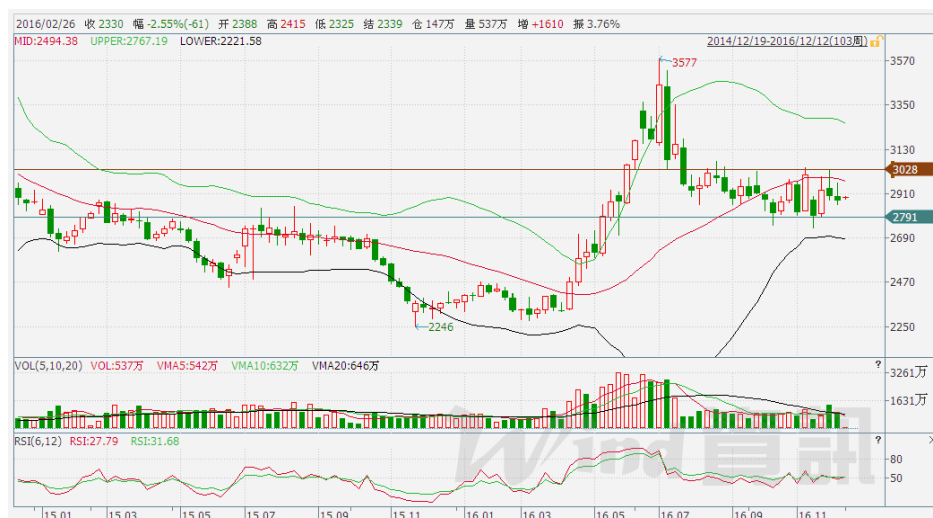 2016/02/26 收 2330 幅 -2.55%(-61) 开 2388 高 2415 低 2325 结 2339 仓 147万 量 537万 增 +1610 振 3.76%
MID:2494.38 UPPER:2767.19 LOWER:2221.58 2014/12/19-2016/12/12(103周)
3577
3570
3350
3130
3028
2910
2791
2690
2470
2250
2246
VOL(5,10,20) VOL:537万 VMA5:542万 VMA10:632万 VMA20:646万 ?
3261万
1631万
Wind 資訊
RSI(6,12) RSI:27.79 RSI:31.68 ?
80
50
15.01 15.03 15.05 15.07 15.09 15.11 16.01 16.03 16.05 16.07 16.09 16.11